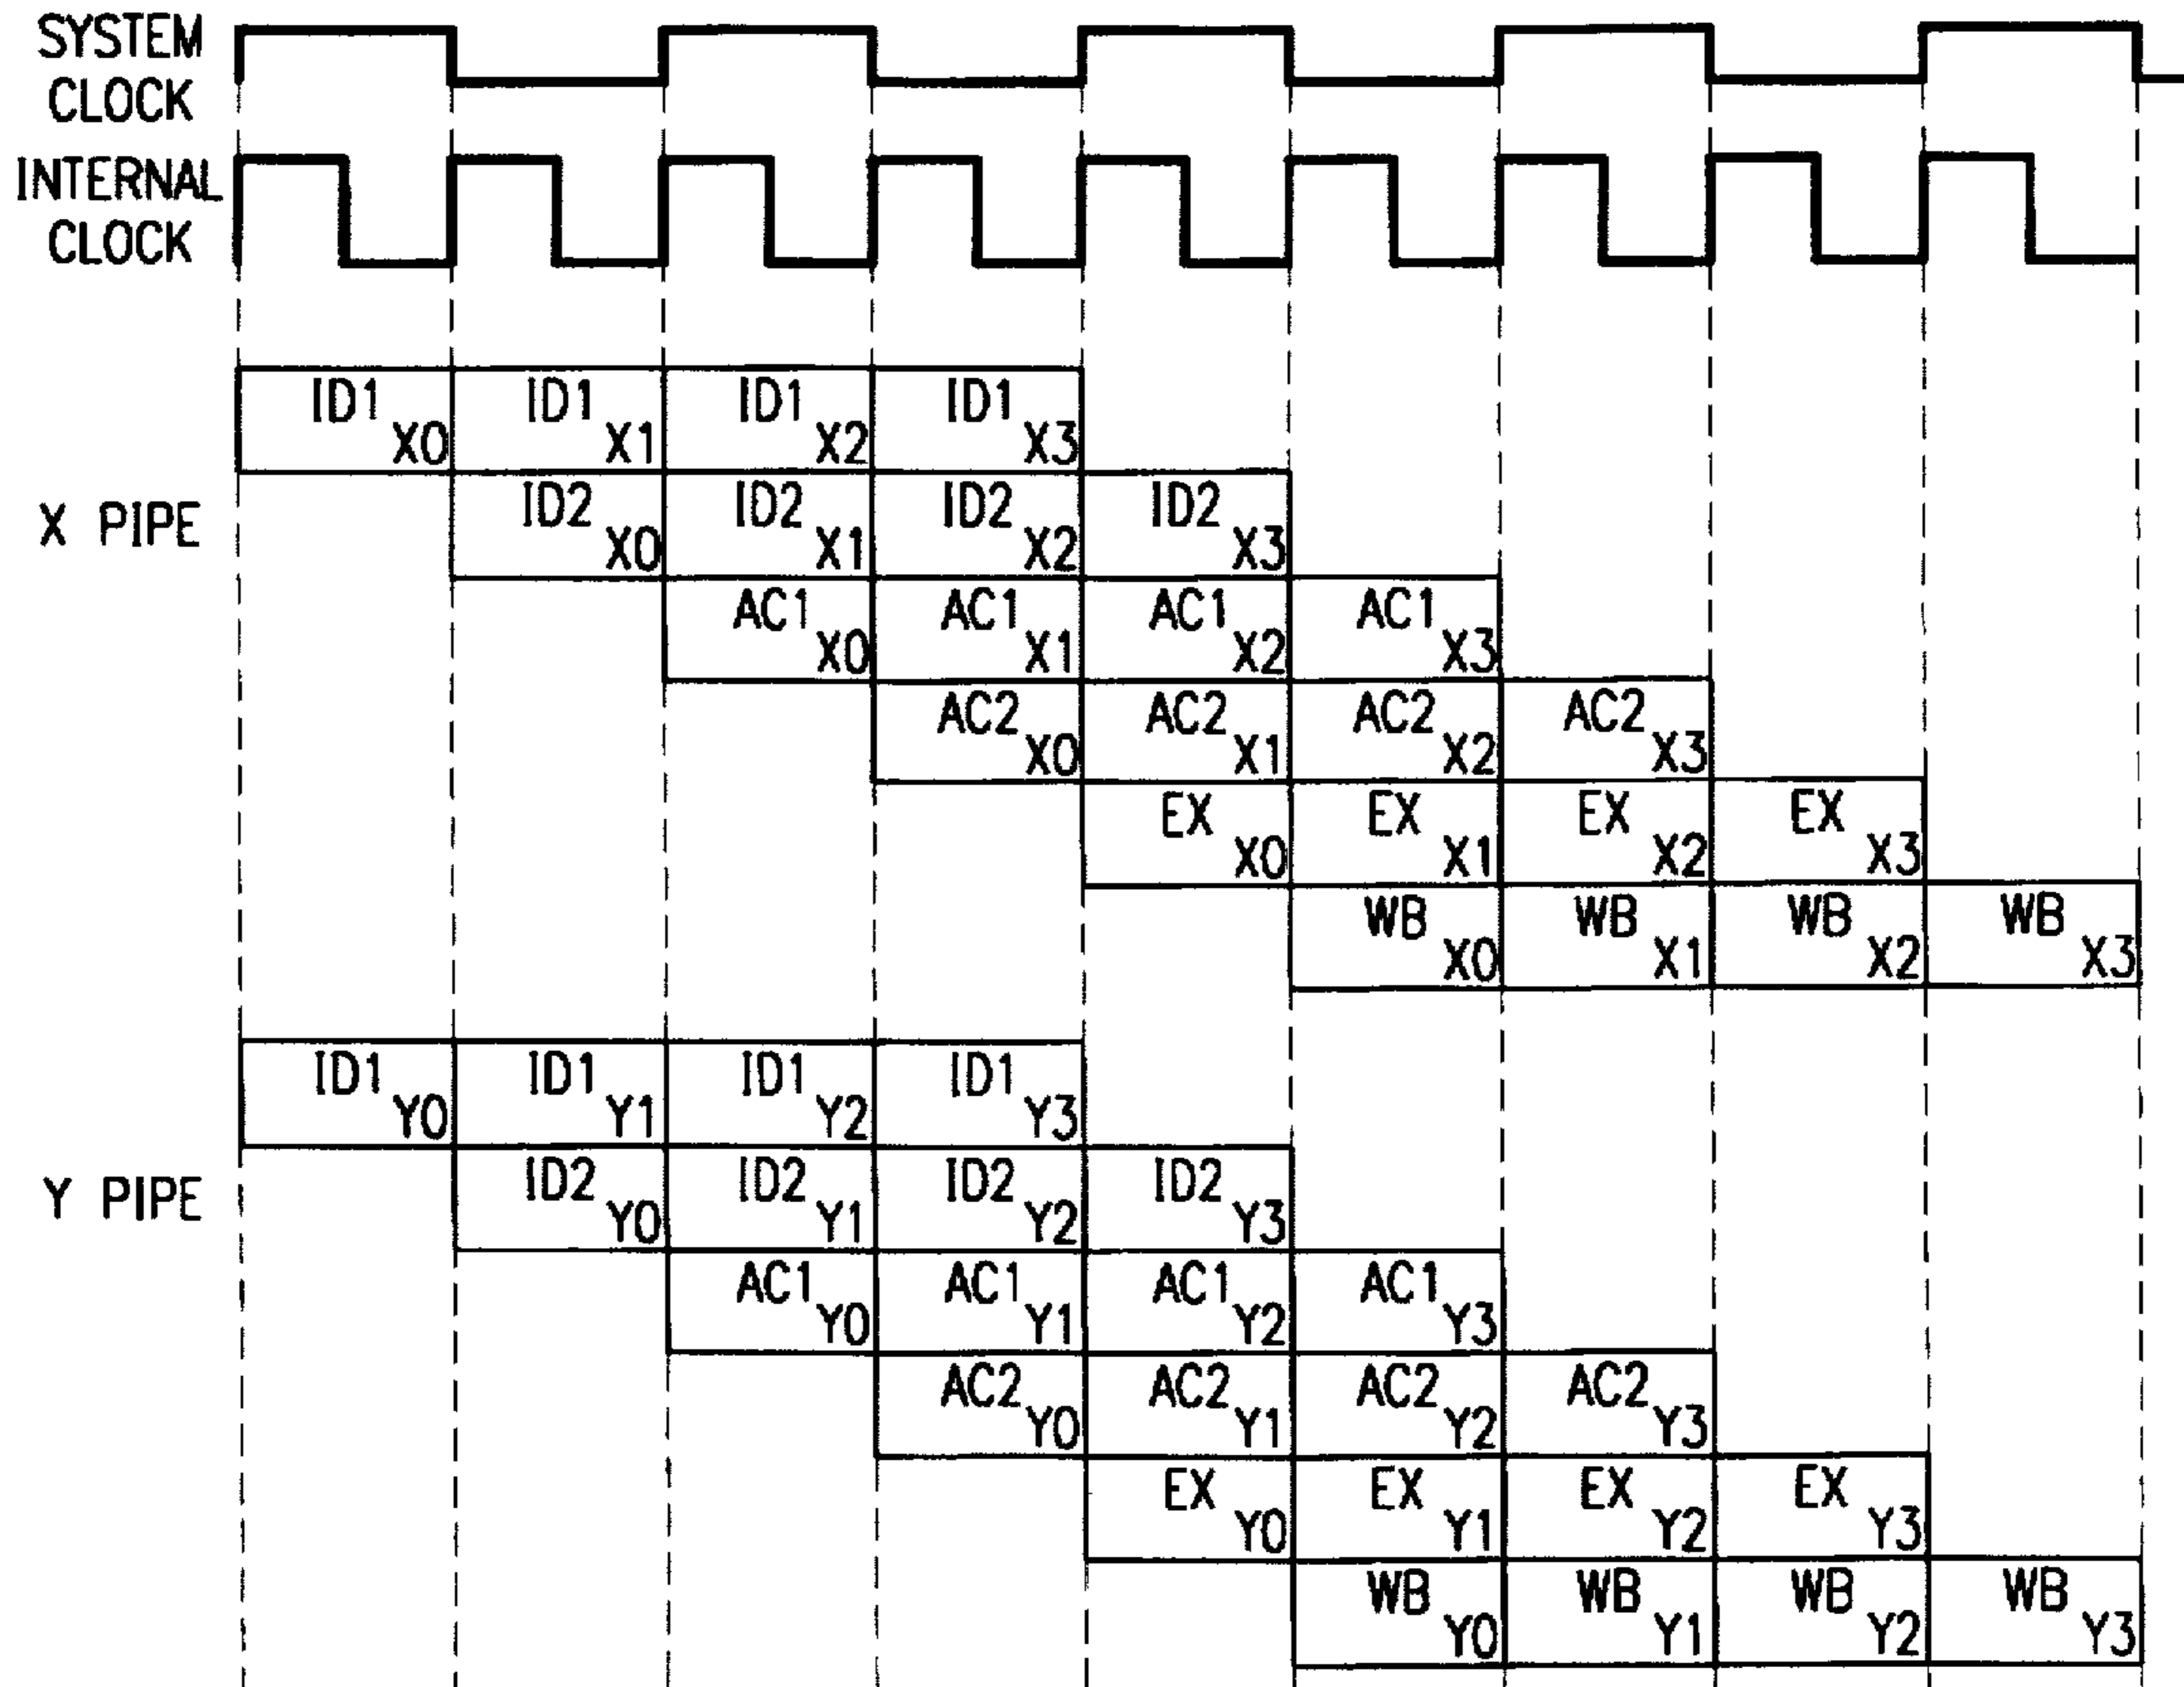 SYSTEM
CLOCK
INTERNAL
CLOCK
ID1 X0 ID1 X1 ID1 X2 ID1 X3
X PIPE
ID2 X0 ID2 X1 ID2 X2 ID2 X3
AC1 X0 AC1 X1 AC1 X2 AC1 X3
AC2 X0 AC2 X1 AC2 X2 AC2 X3
EX X0 EX X1 EX X2 EX X3
WB X0 WB X1 WB X2 WB X3
ID1 Y0 ID1 Y1 ID1 Y2 ID1 Y3
Y PIPE
ID2 Y0 ID2 Y1 ID2 Y2 ID2 Y3
AC1 Y0 AC1 Y1 AC1 Y2 AC1 Y3
AC2 Y0 AC2 Y1 AC2 Y2 AC2 Y3
EX Y0 EX Y1 EX Y2 EX Y3
WB Y0 WB Y1 WB Y2 WB Y3